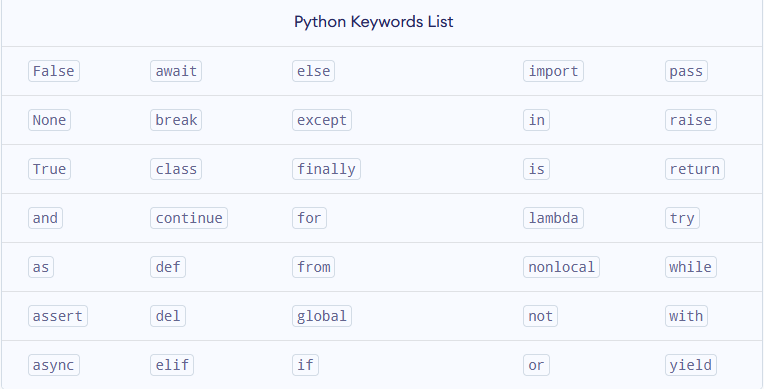 Python Keywords List
False await else import pass
None break except in raise
True class finally is return
and continue for lambda try
as def from nonlocal while
assert del global not with
async elif if or yield